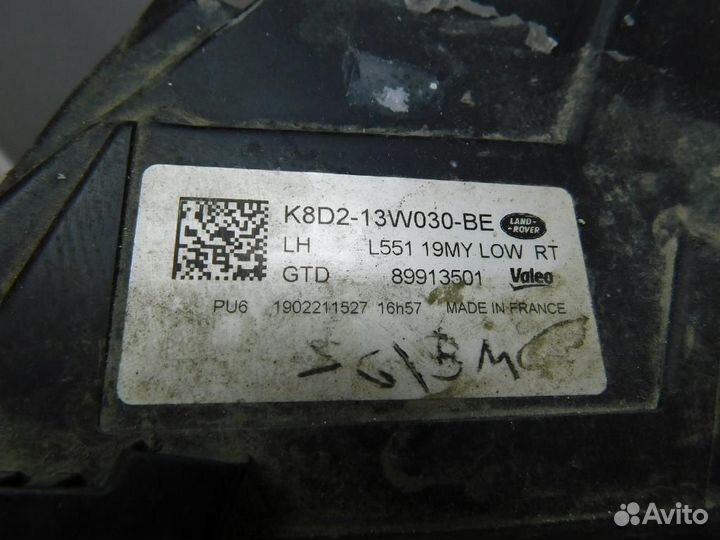 K8D2-13W030-BE LAND-ROVER
LH L551 19MY LOW RT
GTD 89913501 Valeo
PU6 1902211527 16h57 MADE IN FRANCE
Avito